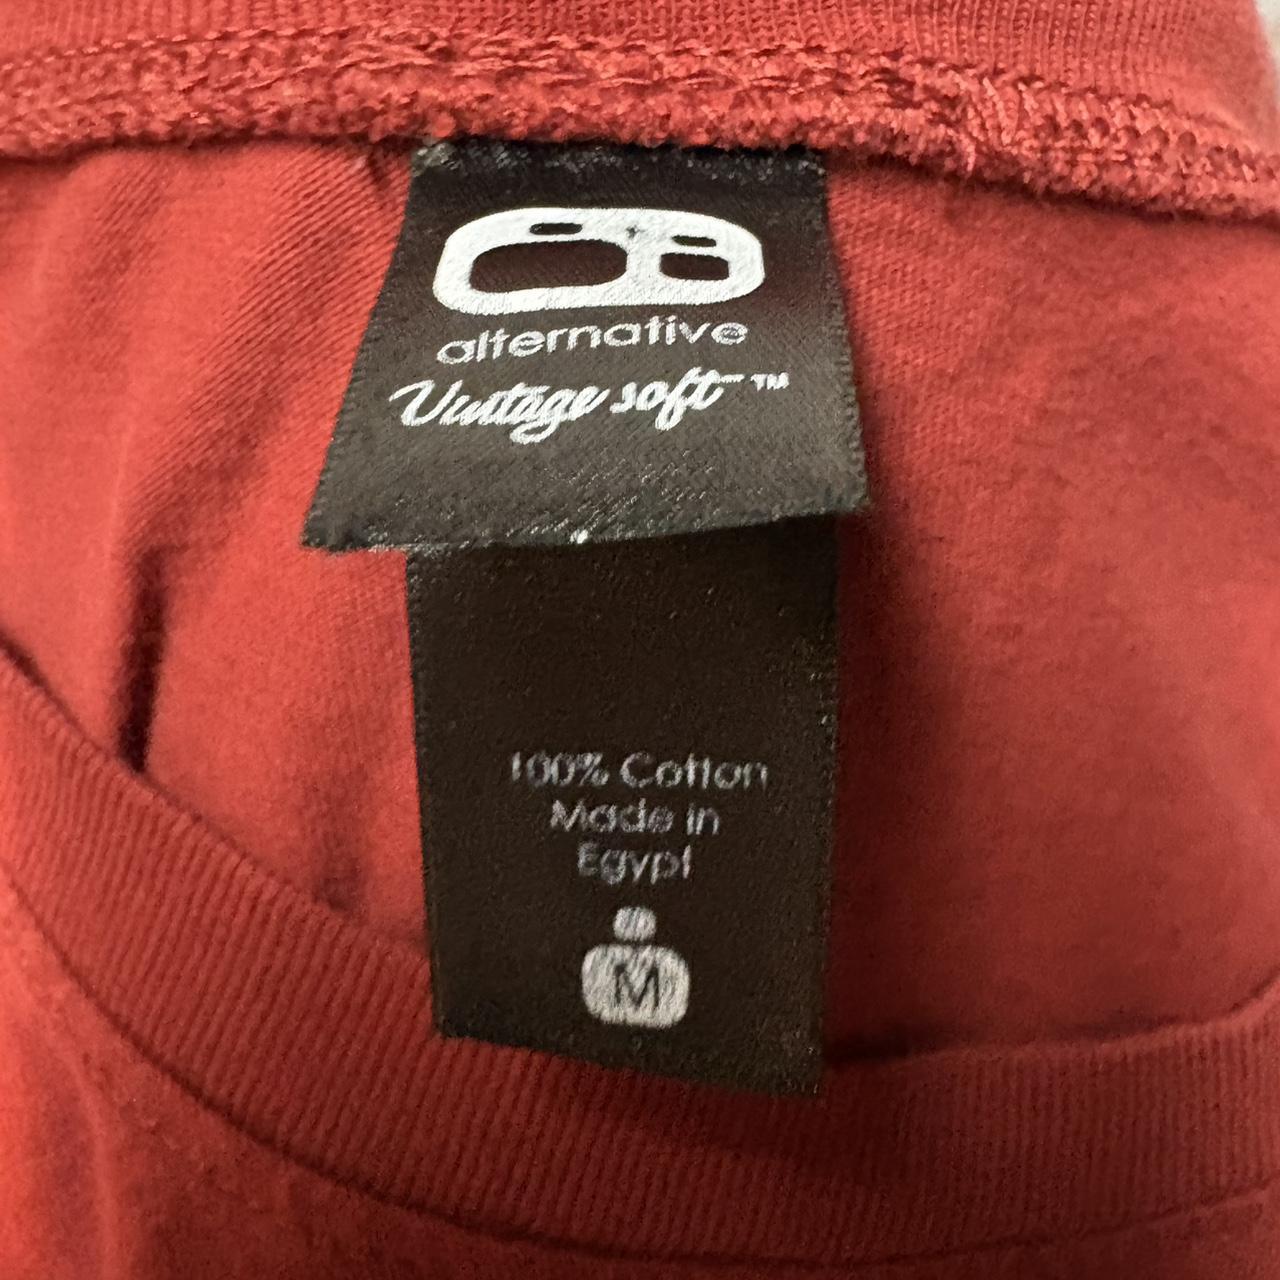 alternative
Vintage soft™
100% Cotton
Made in
Egypt
M